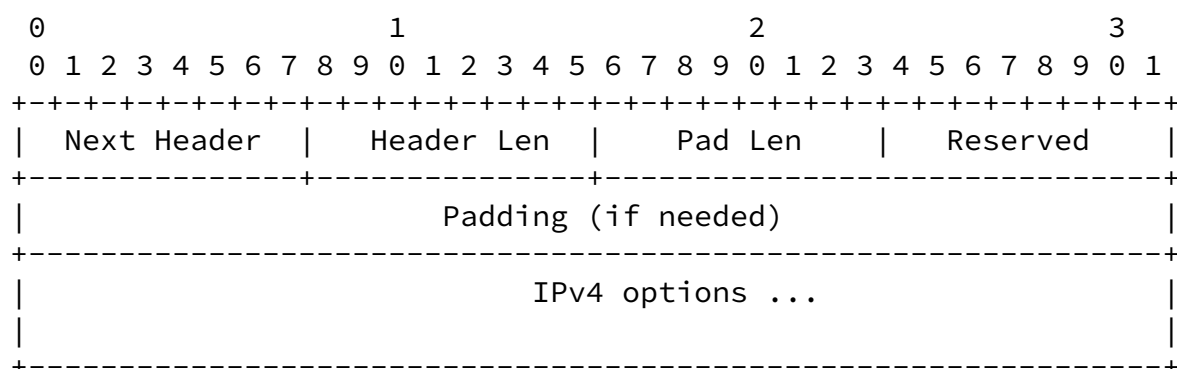 0                   1                   2                   3
 0 1 2 3 4 5 6 7 8 9 0 1 2 3 4 5 6 7 8 9 0 1 2 3 4 5 6 7 8 9 0 1
+-+-+-+-+-+-+-+-+-+-+-+-+-+-+-+-+-+-+-+-+-+-+-+-+-+-+-+-+-+-+-+-+
|  Next Header  |   Header Len  |    Pad Len    |   Reserved    |
+---------------+---------------+-------------------------------+
|                       Padding (if needed)                     |
+---------------------------------------------------------------+
|                            IPv4 options ...                   |
|                                                               |
+---------------------------------------------------------------+